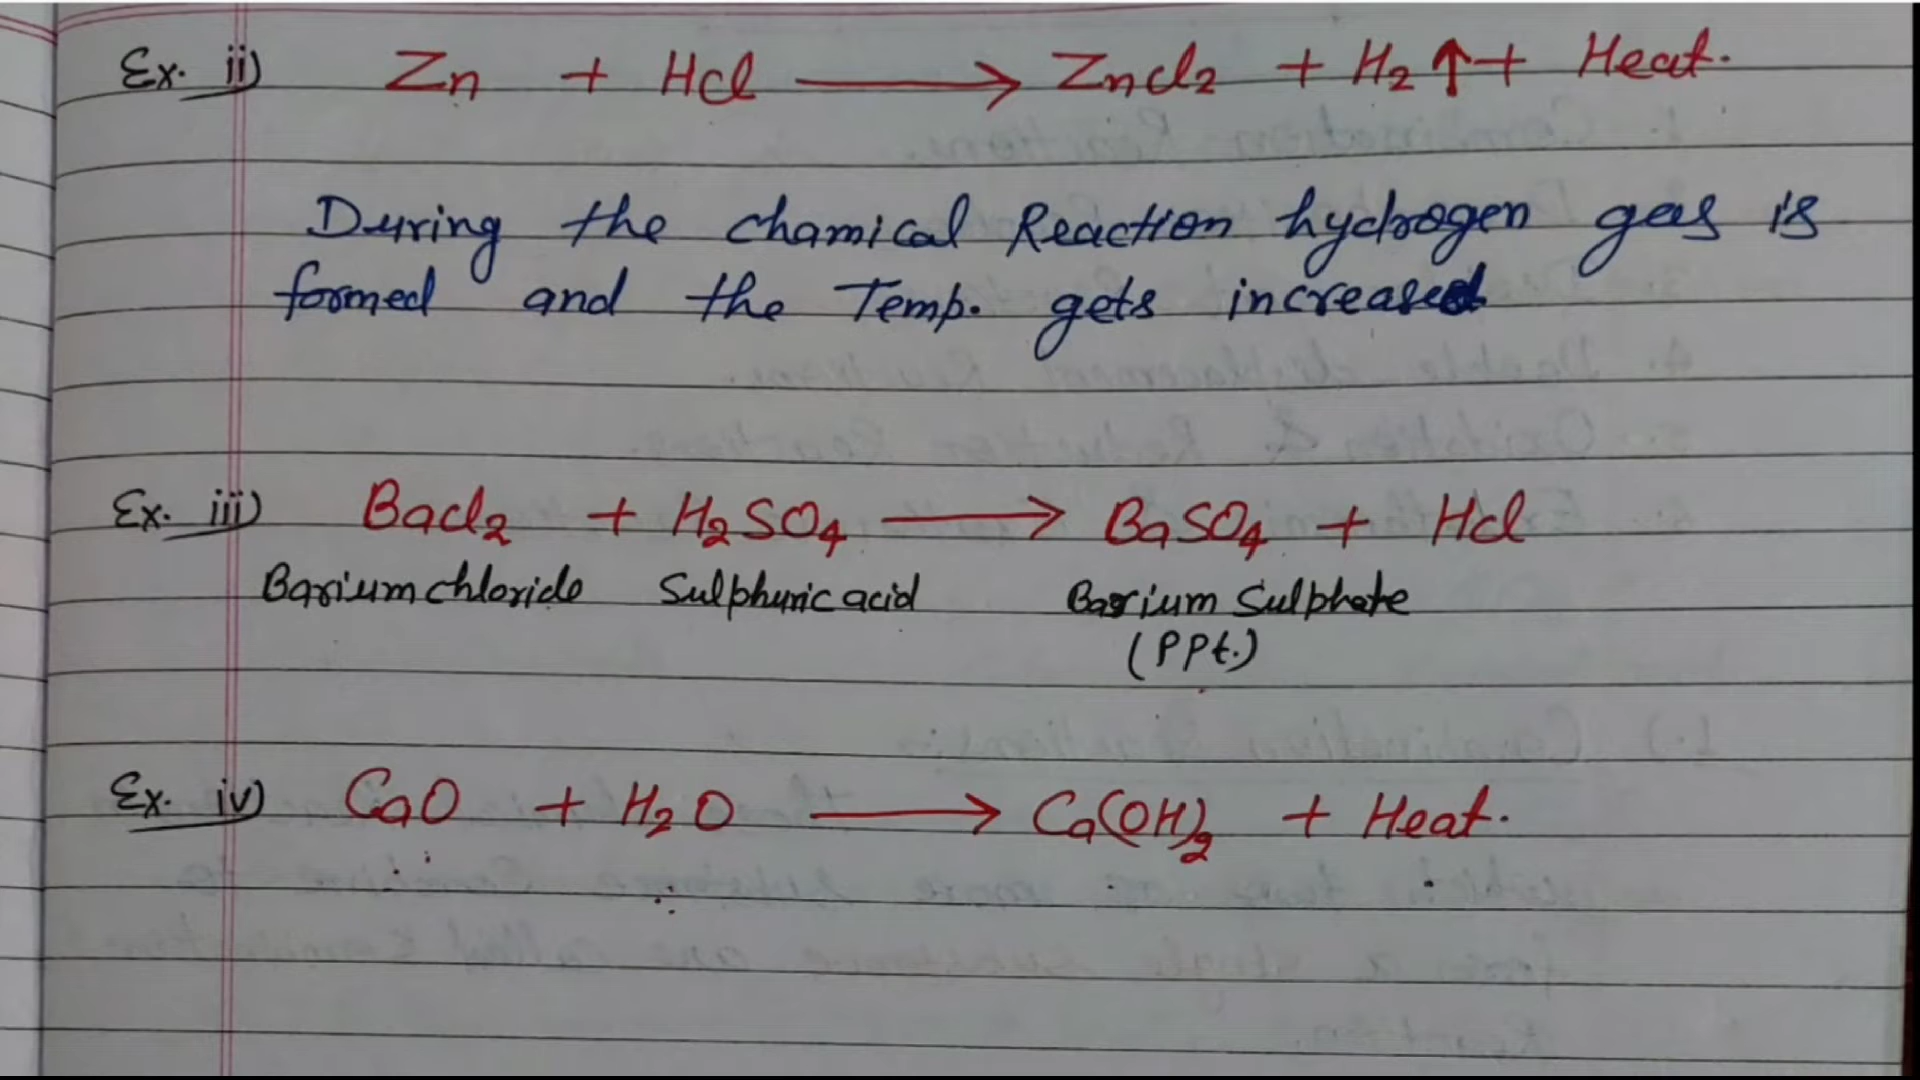 Ex. ii) Zn + Hcl → Zncl₂ + H₂ ↑ + Heat.
During the chamical Reaction hydrogen gas is
formed and the Temp. gets increased
Ex. iii) Bacl₂ + H₂SO₄ → BaSO₄ + Hcl
Barium chloride Sulphuric acid Barium Sulphate
(PPt.)
Ex. iv) CaO + H₂O → Ca(OH)₂ + Heat.